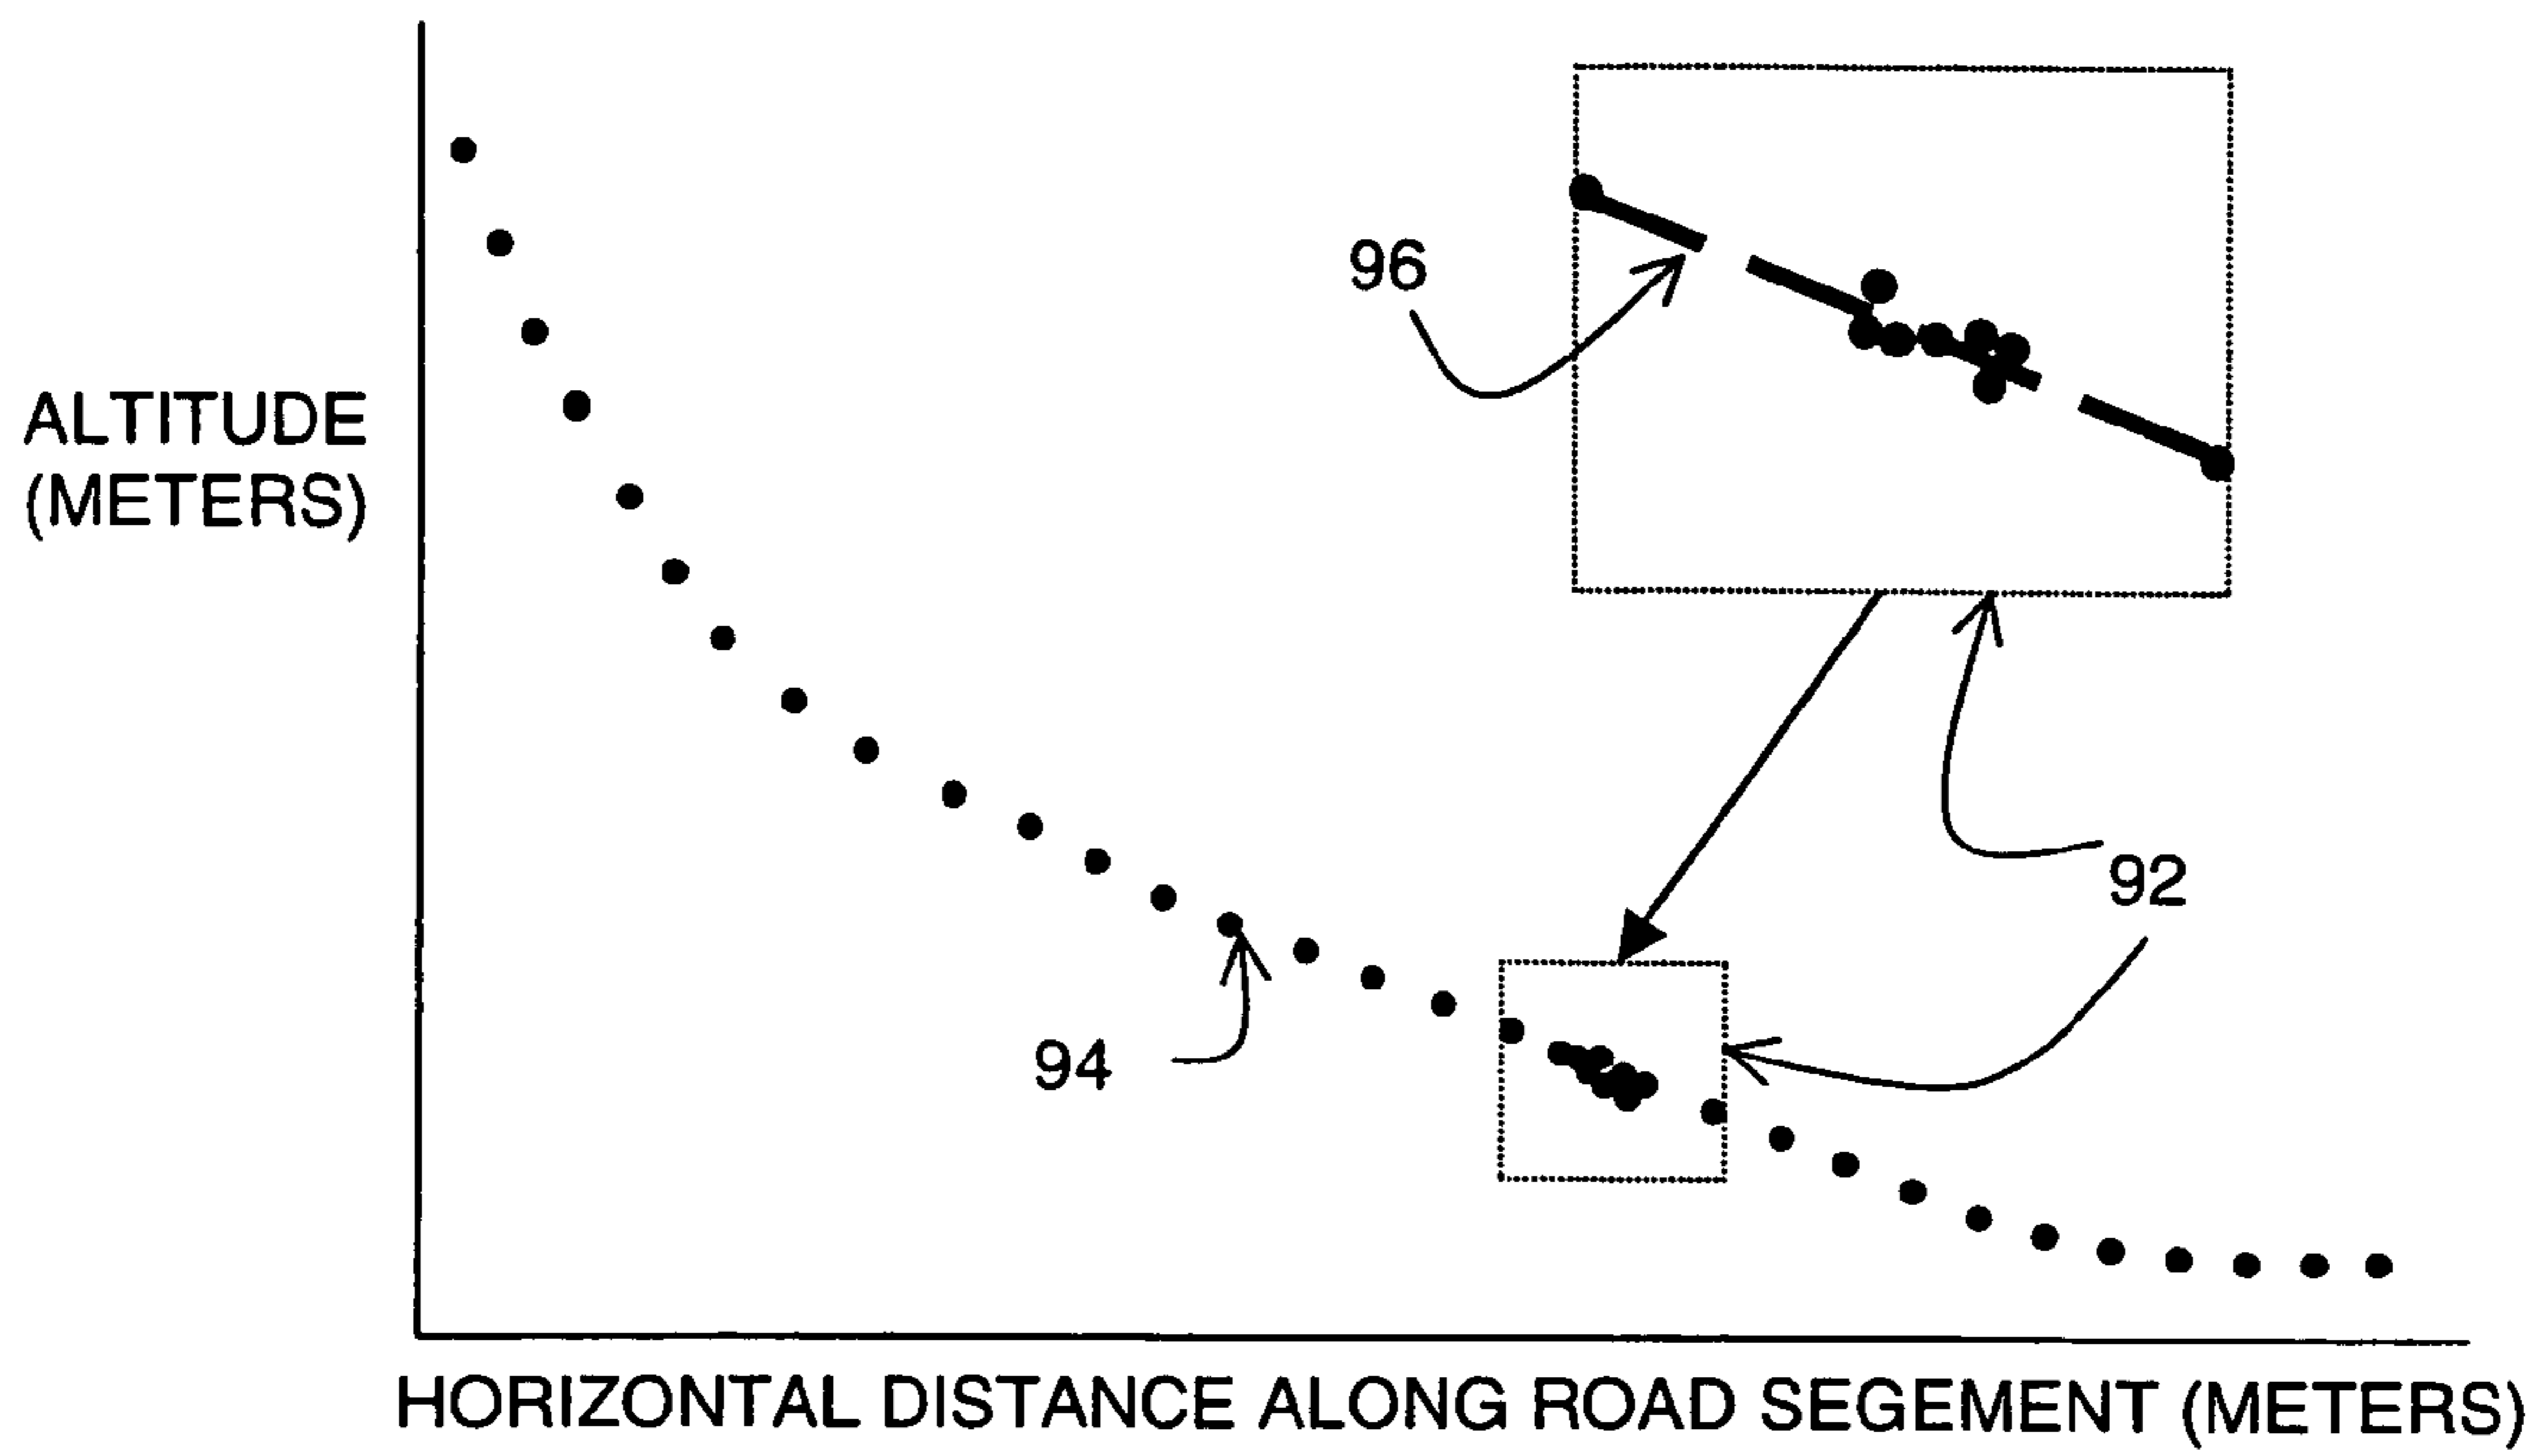 96
ALTITUDE
(METERS)
92
94
HORIZONTAL DISTANCE ALONG ROAD SEGEMENT (METERS)